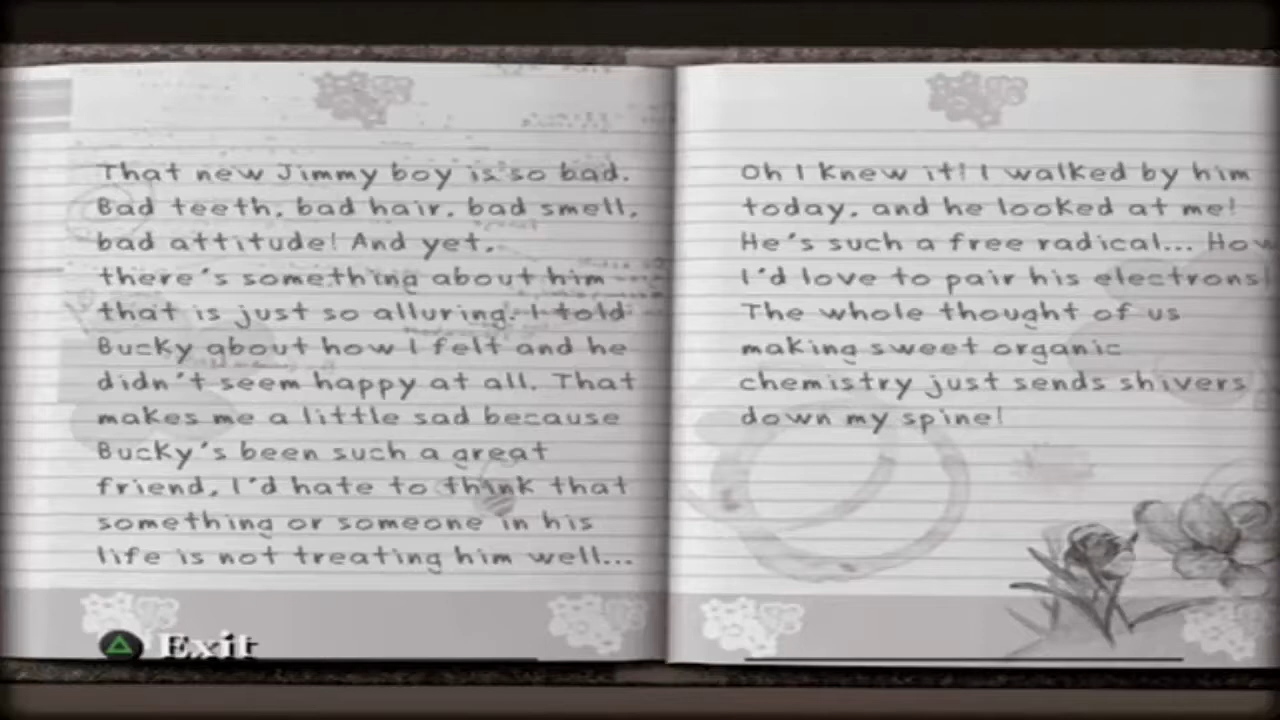 That new Jimmy boy is so bad.
Bad teeth, bad hair, bad smell,
bad attitude! And yet,
there's something about him
that is just so alluring. I told
Bucky about how I felt and he
didn't seem happy at all. That
makes me a little sad because
Bucky's been such a great
friend, I'd hate to think that
something or someone in his
life is not treating him well...
Oh I knew it! I walked by him
today, and he looked at me!
He's such a free radical... How
I'd love to pair his electrons!
The whole thought of us
making sweet organic
chemistry just sends shivers
down my spine!
Exit